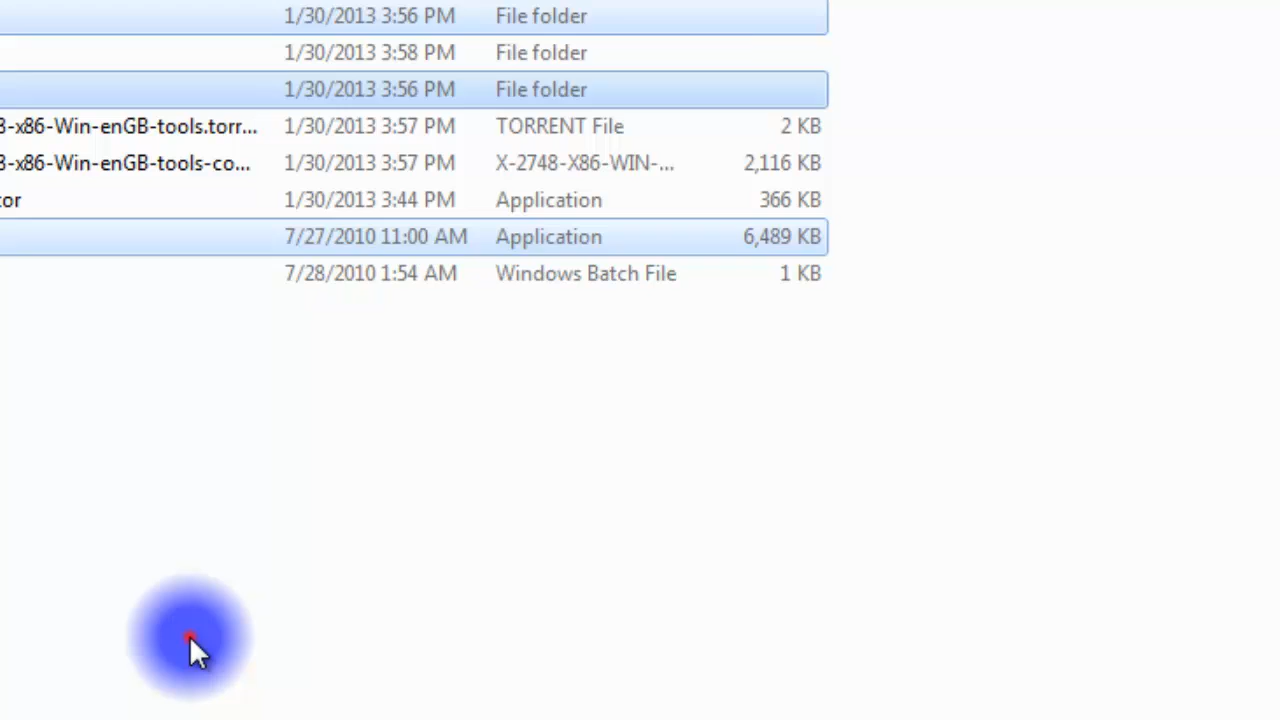 1/30/2013 3:56 PM File folder
1/30/2013 3:58 PM File folder
1/30/2013 3:56 PM File folder
3-x86-Win-enGB-tools.torr... 1/30/2013 3:57 PM TORRENT File 2 KB
3-x86-Win-enGB-tools-co... 1/30/2013 3:57 PM X-2748-X86-WIN-... 2,116 KB
tor 1/30/2013 3:44 PM Application 366 KB
7/27/2010 11:00 AM Application 6,489 KB
7/28/2010 1:54 AM Windows Batch File 1 KB